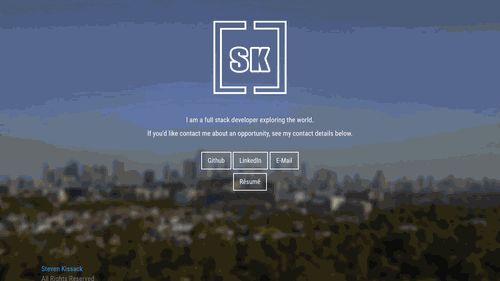 SK
I am a full stack developer exploring the world.
If you'd like contact me about an opportunity, see my contact details below.
Github LinkedIn E-Mail
Résumé
Steven Kissack
All Rights Reserved